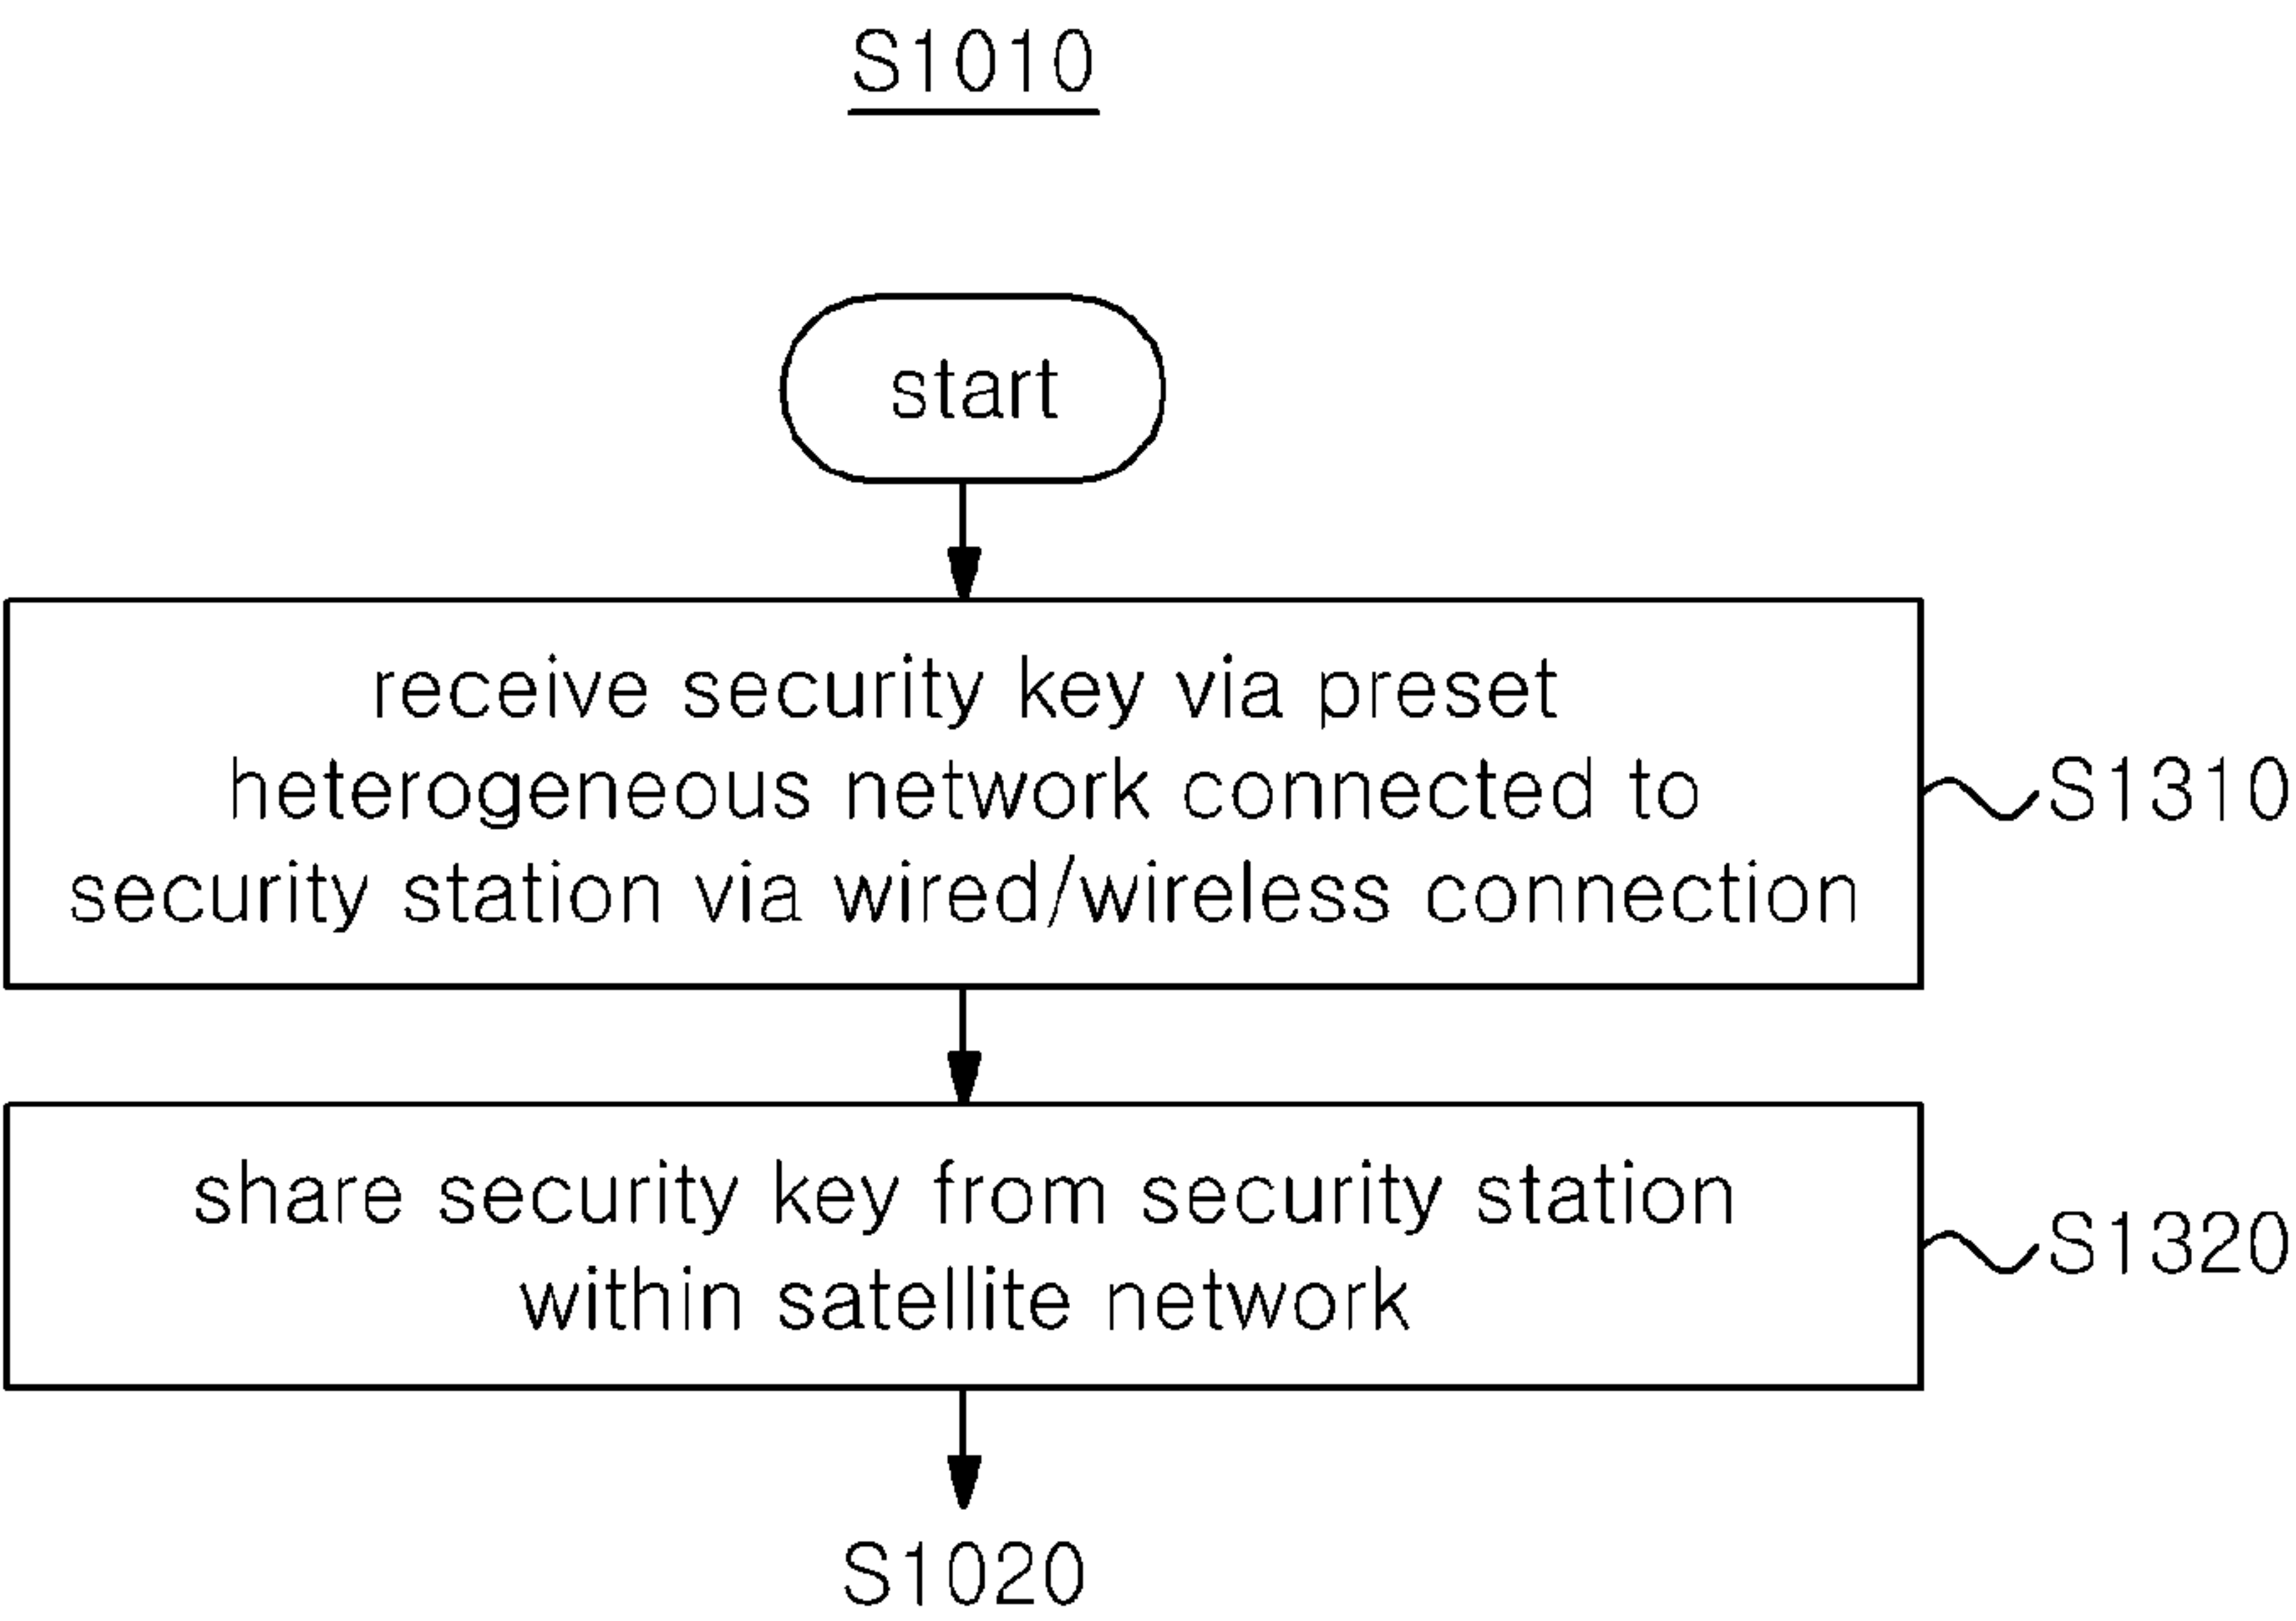 S1010
start
receive security key via preset
heterogeneous network connected to
security station via wired/wireless connection
S1310
share security key from security station
within satellite network
S1320
S1020